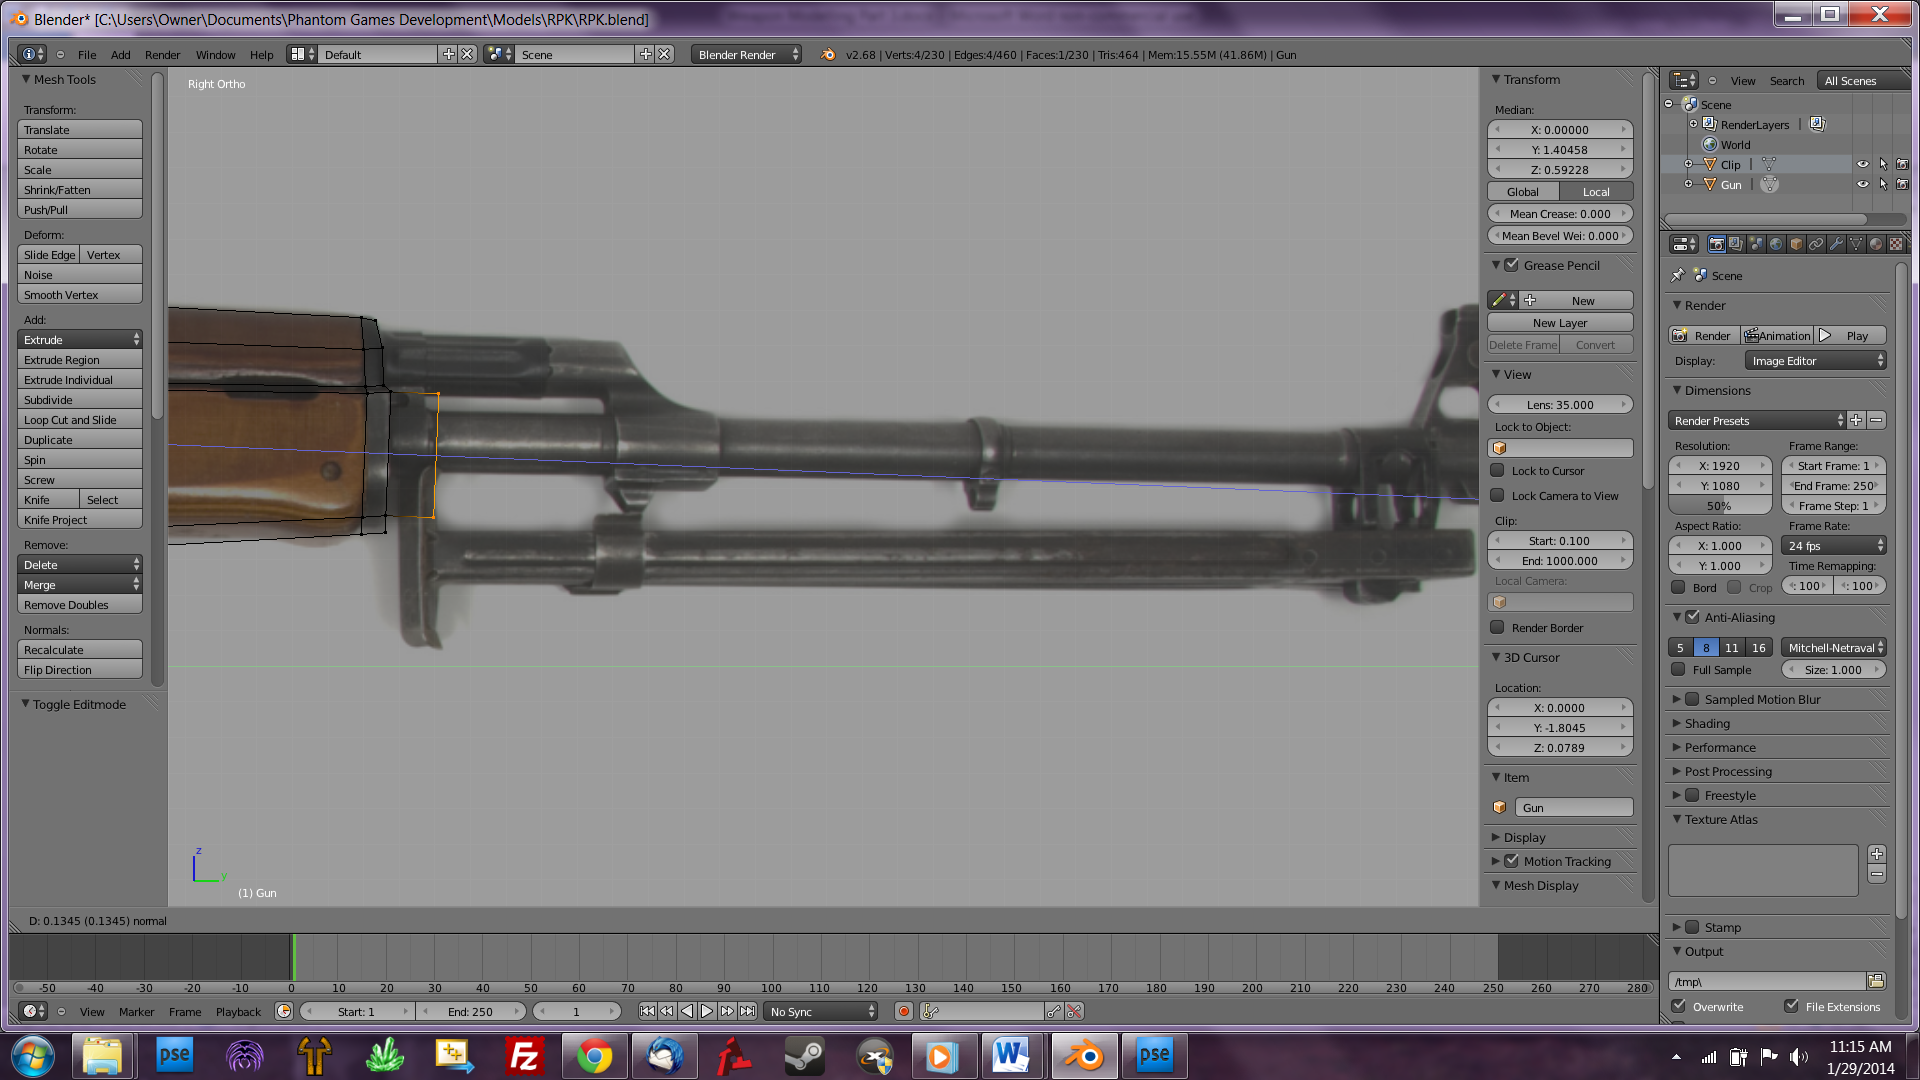 Blender* [C:\Users\Owner\Documents\Phantom Games Development\Models\RPK\RPK.blend]
File Add Render Window Help Default Scene Blender Render v2.68 | Verts:4/230 | Edges:4/460 | Faces:1/230 | Tris:464 | Mem:15.55M (41.86M) | Gun
Mesh Tools
Transform:
Translate
Rotate
Scale
Shrink/Fatten
Push/Pull
Deform:
Slide Edge Vertex
Noise
Smooth Vertex
Add:
Extrude
Extrude Region
Extrude Individual
Subdivide
Loop Cut and Slide
Duplicate
Spin
Screw
Knife Select
Knife Project
Remove:
Delete
Merge
Remove Doubles
Normals:
Recalculate
Flip Direction
Toggle Editmode
Right Ortho
z
y
(1) Gun
D: 0.1345 (0.1345) normal
Transform
Median:
X: 0.00000
Y: 1.40458
Z: 0.59228
Global Local
Mean Crease: 0.000
Mean Bevel Wei: 0.000
Grease Pencil
New
New Layer
Delete Frame Convert
View
Lens: 35.000
Lock to Object:
Lock to Cursor
Lock Camera to View
Clip:
Start: 0.100
End: 1000.000
Local Camera:
Render Border
3D Cursor
Location:
X: 0.0000
Y: -1.8045
Z: 0.0789
Item
Gun
Display
Motion Tracking
Mesh Display
View Search All Scenes
Scene
RenderLayers |
World
Clip |
Gun |
Scene
Render
Render Animation Play
Display: Image Editor
Dimensions
Render Presets
Resolution: Frame Range:
X: 1920 Start Frame: 1
Y: 1080 End Frame: 250
50% Frame Step: 1
Aspect Ratio: Frame Rate:
X: 1.000 24 fps
Y: 1.000 Time Remapping:
Bord Crop : 100 : 100
Anti-Aliasing
5 8 11 16 Mitchell-Netraval
Full Sample Size: 1.000
Sampled Motion Blur
Shading
Performance
Post Processing
Freestyle
Texture Atlas
Stamp
Output
/tmp\
Overwrite File Extensions
-50 -40 -30 -20 -10 0 10 20 30 40 50 60 70 80 90 100 110 120 130 140 150 160 170 180 190 200 210 220 230 240 250 260 270 280
View Marker Frame Playback Start: 1 End: 250 1 No Sync
pse Fz W pse
11:15 AM
1/29/2014